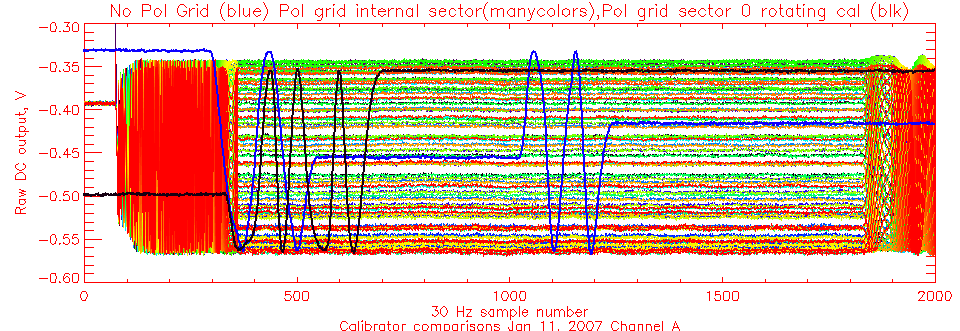 No Pol Grid (blue) Pol grid internal sector(manycolors),Pol grid sector 0 rotating cal (blk)
-0.30
-0.35
-0.40
-0.45
-0.50
-0.55
-0.60
Raw DC output, V
0 500 1000 1500 2000
30 Hz sample number
Calibrator comparisons Jan 11, 2007 Channel A